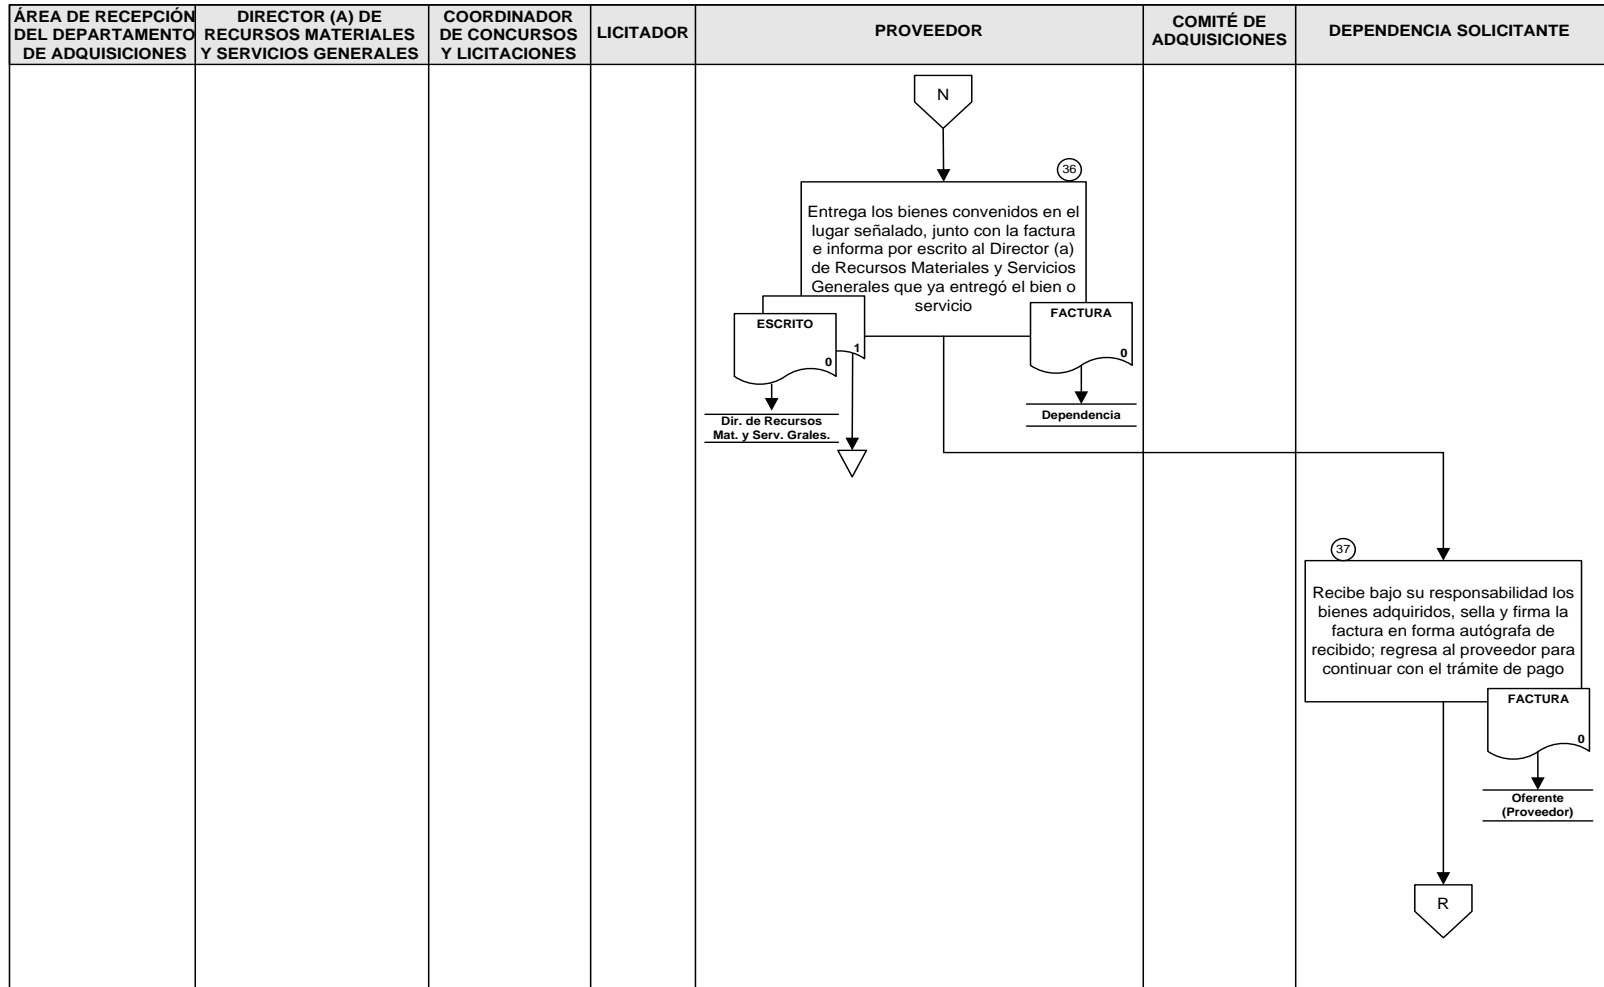 ÁREA DE RECEPCIÓN
DEL DEPARTAMENTO
DE ADQUISICIONES
DIRECTOR (A) DE
RECURSOS MATERIALES
Y SERVICIOS GENERALES
COORDINADOR
DE CONCURSOS
Y LICITACIONES
LICITADOR
PROVEEDOR
COMITÉ DE
ADQUISICIONES
DEPENDENCIA SOLICITANTE
N
36
Entrega los bienes convenidos en el
lugar señalado, junto con la factura
e informa por escrito al Director (a)
de Recursos Materiales y Servicios
Generales que ya entregó el bien o
servicio
ESCRITO
0
1
FACTURA
0
Dir. de Recursos
Mat. y Serv. Grales.
Dependencia
37
Recibe bajo su responsabilidad los
bienes adquiridos, sella y firma la
factura en forma autógrafa de
recibido; regresa al proveedor para
continuar con el trámite de pago
FACTURA
0
Oferente
(Proveedor)
R